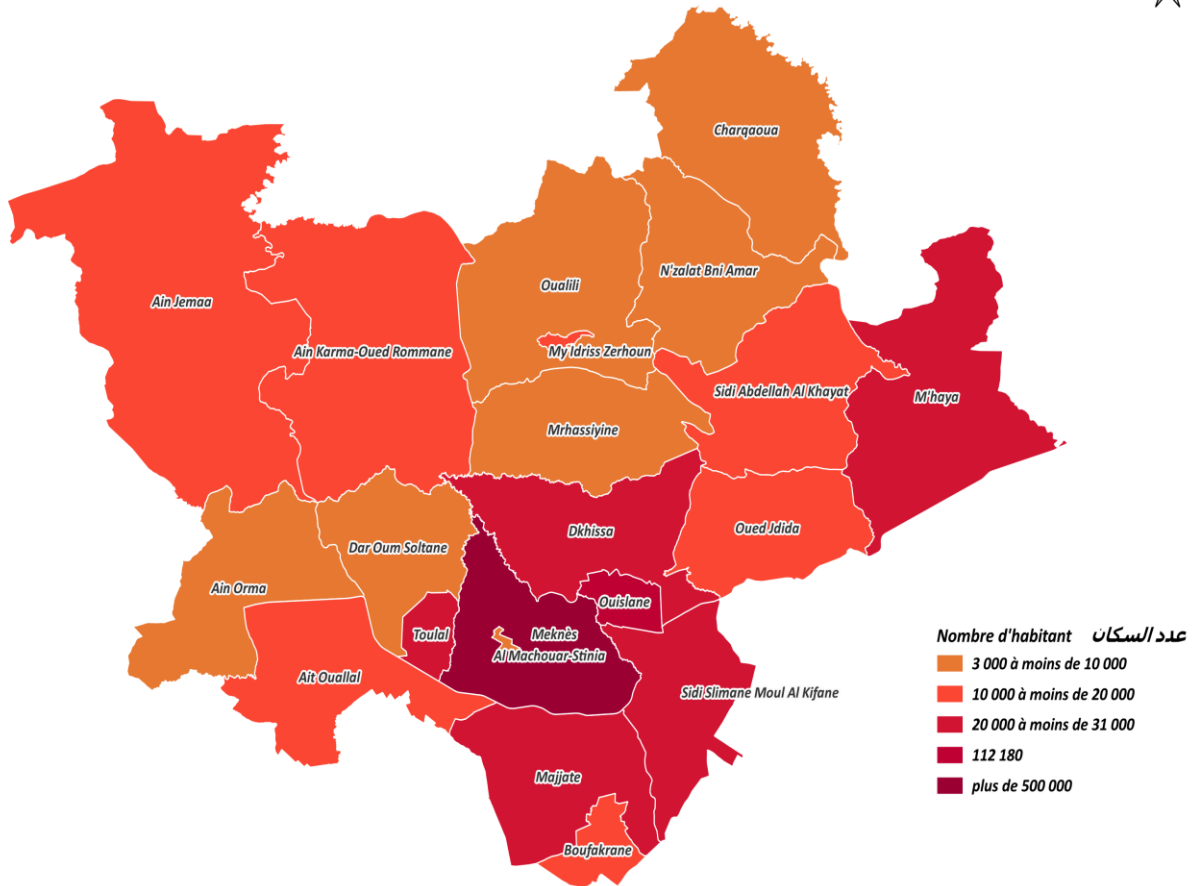 Charqaoua
N'zalat Bni Amar
Oualili
Ain Jemaa
My Idriss Zerhoun
Ain Karma-Oued Rommane
Sidi Abdellah Al Khayat
M'haya
Mrhassiyine
Dkhissa
Oued Jdida
Dar Oum Soltane
Ain Orma
Ouislane
Toulal
Meknès
Al Machouar-Stinia
Ait Ouallal
Sidi Slimane Moul Al Kifane
Majjate
Boufakrane
Nombre d'habitant عدد السكان
3 000 à moins de 10 000
10 000 à moins de 20 000
20 000 à moins de 31 000
112 180
plus de 500 000